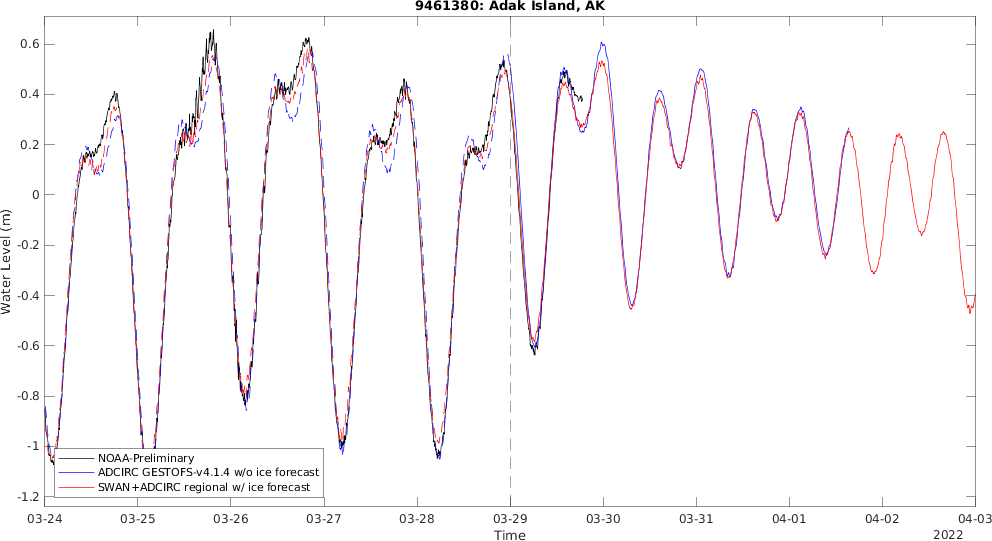 9461380: Adak Island, AK
Water Level (m)
0.6
0.4
0.2
0
-0.2
-0.4
-0.6
-0.8
-1
-1.2
NOAA-Preliminary
ADCIRC GESTOFS-v4.1.4 w/o ice forecast
SWAN+ADCIRC regional w/ ice forecast
03-24 03-25 03-26 03-27 03-28 03-29 03-30 03-31 04-01 04-02 04-03
Time
2022